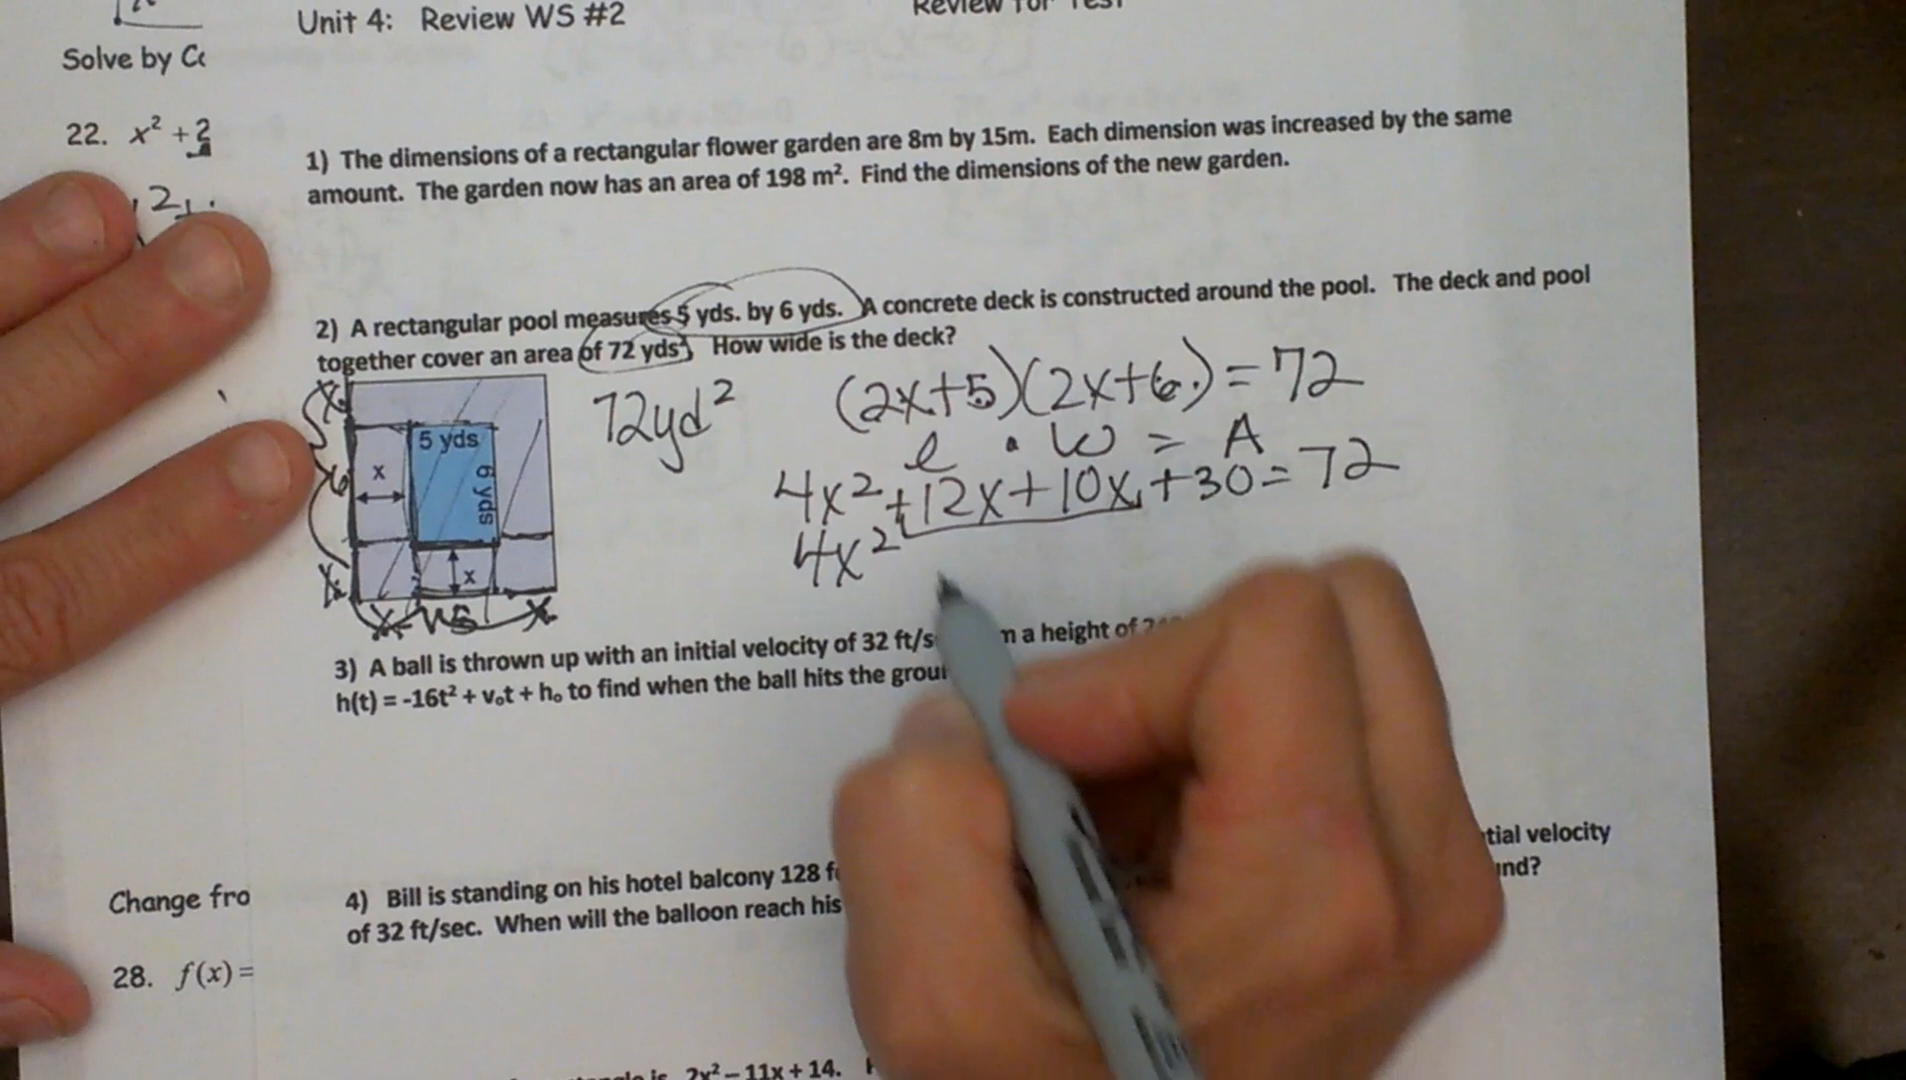 Unit 4: Review WS #2
Review for Test
Solve by
22. x² + 2
1) The dimensions of a rectangular flower garden are 8m by 15m. Each dimension was increased by the same
amount. The garden now has an area of 198 m². Find the dimensions of the new garden.
2) A rectangular pool measures 5 yds. by 6 yds. A concrete deck is constructed around the pool. The deck and pool
together cover an area of 72 yds². How wide is the deck?
(2x+5)(2x+6)=72
72yd²
l · w = A
4x²+12x+10x+30=72
4x²
x
5 yds
6 yds
x
6
x
x
x
5
x
3) A ball is thrown up with an initial velocity of 32 ft/s m a height of
h(t) = -16t² + v₀t + h₀ to find when the ball hits the
4) Bill is standing on his hotel balcony 128 velocity
of 32 ft/sec. When will the balloon reach his
Change
28. f(x) =
is 2x² – 11x + 14.